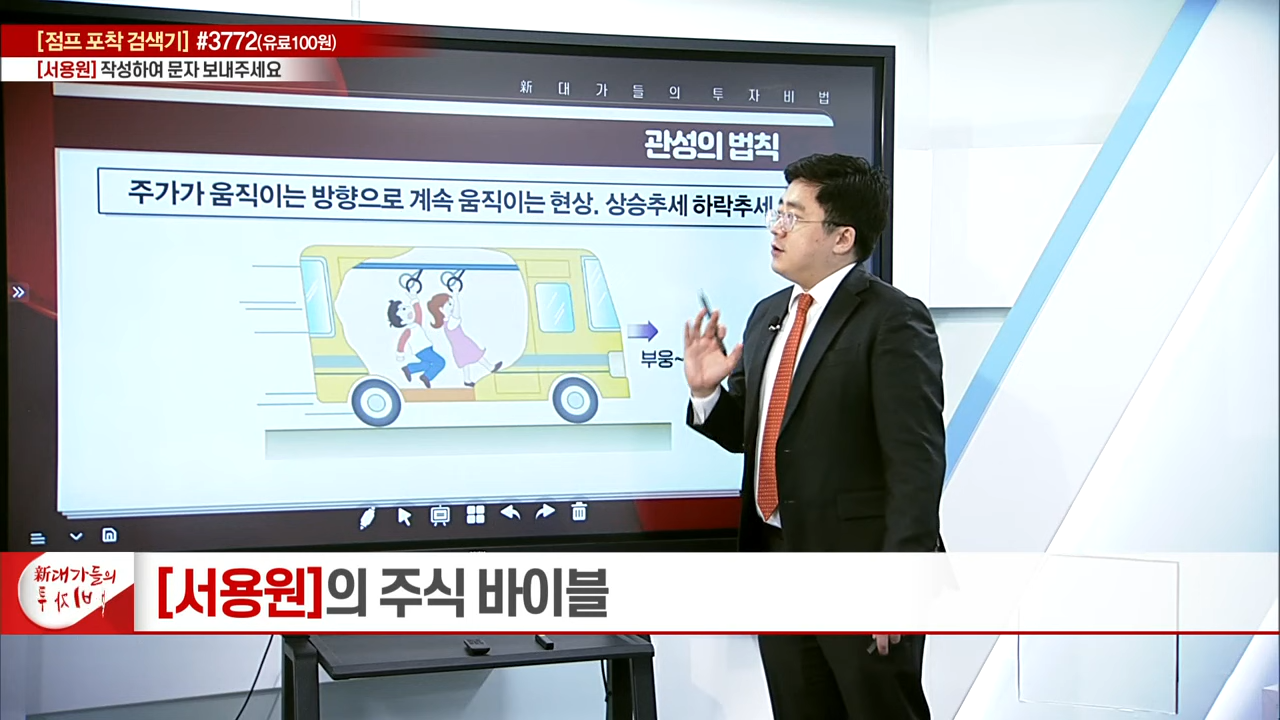 [점프 포착 검색기] #3772(유료100원)
[서용원] 작성하여 문자 보내주세요
新 대 가 들 의 투 자 비 법
관성의 법칙
주가가 움직이는 방향으로 계속 움직이는 현상. 상승추세 하락추세
부웅~
新대가들의
[서용원]의 주식 바이블